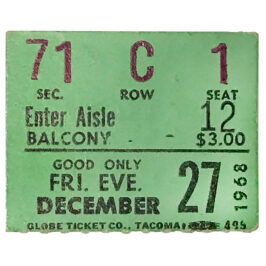 71 C 1
SEC. ROW SEAT
Enter Aisle 12
BALCONY $3.00
GOOD ONLY
FRI. EVE. 27
DECEMBER
1968
GLOBE TICKET CO., TACOMA